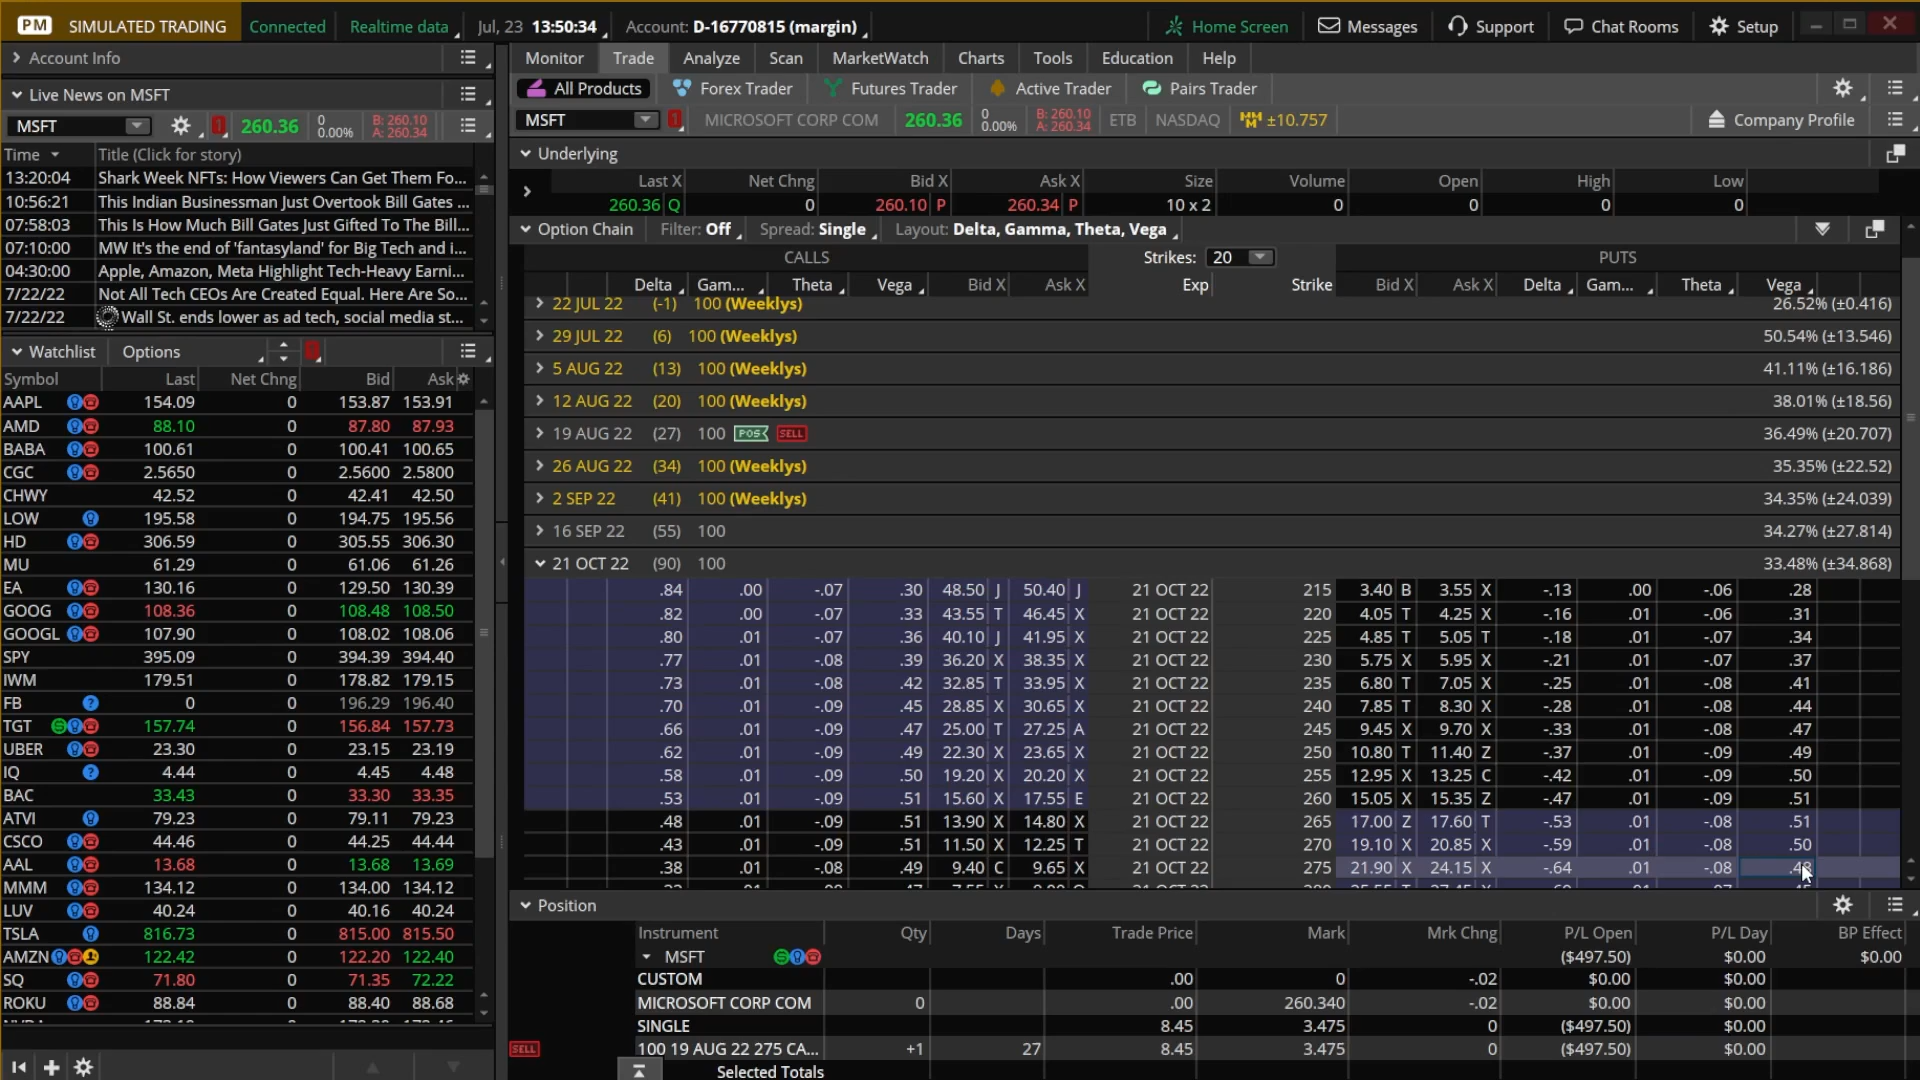 PM SIMULATED TRADING Connected Realtime data Jul, 23 13:50:34 Account: D-16770815 (margin) Home Screen Messages Support Chat Rooms Setup
Account Info
Live News on MSFT
MSFT 1 260.36 0 0.00% B: 260.10 A: 260.34
Time Title (Click for story)
13:20:04 Shark Week NFTs: How Viewers Can Get Them Fo...
10:56:21 This Indian Businessman Just Overtook Bill Gates ...
07:58:03 This Is How Much Bill Gates Just Gifted To The Bill...
07:10:00 MW It's the end of 'fantasyland' for Big Tech and i...
04:30:00 Apple, Amazon, Meta Highlight Tech-Heavy Earni...
7/22/22 Not All Tech CEOs Are Created Equal. Here Are So...
7/22/22 Wall St. ends lower as ad tech, social media st...
Watchlist Options 1
Symbol Last Net Chng Bid Ask
AAPL 154.09 0 153.87 153.91
AMD 88.10 0 87.80 87.93
BABA 100.61 0 100.41 100.65
CGC 2.5650 0 2.5600 2.5800
CHWY 42.52 0 42.41 42.50
LOW 195.58 0 194.75 195.56
HD 306.59 0 305.55 306.30
MU 61.29 0 61.06 61.26
EA 130.16 0 129.50 130.39
GOOG 108.36 0 108.48 108.50
GOOGL 107.90 0 108.02 108.06
SPY 395.09 0 394.39 394.40
IWM 179.51 0 178.82 179.15
FB 0 0 196.29 196.40
TGT 157.74 0 156.84 157.73
UBER 23.30 0 23.15 23.19
IQ 4.44 0 4.45 4.48
BAC 33.43 0 33.30 33.35
ATVI 79.23 0 79.11 79.23
CSCO 44.46 0 44.25 44.44
AAL 13.68 0 13.68 13.69
MMM 134.12 0 134.00 134.12
LUV 40.24 0 40.16 40.24
TSLA 816.73 0 815.00 815.50
AMZN 122.42 0 122.20 122.40
SQ 71.80 0 71.35 72.22
ROKU 88.84 0 88.40 88.68
Monitor Trade Analyze Scan MarketWatch Charts Tools Education Help
All Products Forex Trader Futures Trader Active Trader Pairs Trader
MSFT 1 MICROSOFT CORP COM 260.36 0 0.00% B: 260.10 A: 260.34 ETB NASDAQ ±10.757 Company Profile
Underlying
Last X Net Chng Bid X Ask X Size Volume Open High Low
260.36 Q 0 260.10 P 260.34 P 10 x 2 0 0 0 0
Option Chain Filter: Off Spread: Single Layout: Delta, Gamma, Theta, Vega
CALLS Strikes: 20 PUTS
Delta Gam... Theta Vega Bid X Ask X Exp Strike Bid X Ask X Delta Gam... Theta Vega
22 JUL 22 (-1) 100 (Weeklys) 26.52% (±0.416)
29 JUL 22 (6) 100 (Weeklys) 50.54% (±13.546)
5 AUG 22 (13) 100 (Weeklys) 41.11% (±16.186)
12 AUG 22 (20) 100 (Weeklys) 38.01% (±18.56)
19 AUG 22 (27) 100 POS SELL 36.49% (±20.707)
26 AUG 22 (34) 100 (Weeklys) 35.35% (±22.52)
2 SEP 22 (41) 100 (Weeklys) 34.35% (±24.039)
16 SEP 22 (55) 100 34.27% (±27.814)
21 OCT 22 (90) 100 33.48% (±34.868)
.84 .00 -.07 .30 48.50 J 50.40 J 21 OCT 22 215 3.40 B 3.55 X -.13 .00 -.06 .28
.82 .00 -.07 .33 43.55 T 46.45 X 21 OCT 22 220 4.05 T 4.25 X -.16 .01 -.06 .31
.80 .01 -.07 .36 40.10 J 41.95 X 21 OCT 22 225 4.85 T 5.05 T -.18 .01 -.07 .34
.77 .01 -.08 .39 36.20 X 38.35 X 21 OCT 22 230 5.75 X 5.95 X -.21 .01 -.07 .37
.73 .01 -.08 .42 32.85 T 33.95 X 21 OCT 22 235 6.80 T 7.05 X -.25 .01 -.08 .41
.70 .01 -.09 .45 28.85 X 30.65 X 21 OCT 22 240 7.85 T 8.30 X -.28 .01 -.08 .44
.66 .01 -.09 .47 25.00 T 27.25 A 21 OCT 22 245 9.45 X 9.70 X -.33 .01 -.08 .47
.62 .01 -.09 .49 22.30 X 23.65 X 21 OCT 22 250 10.80 T 11.40 Z -.37 .01 -.08 .49
.58 .01 -.09 .50 19.20 X 20.20 X 21 OCT 22 255 12.95 X 13.25 C -.42 .01 -.09 .50
.53 .01 -.09 .51 15.60 X 17.55 E 21 OCT 22 260 15.05 X 15.35 Z -.47 .01 -.09 .51
.48 .01 -.09 .51 13.90 X 14.80 X 21 OCT 22 265 17.00 Z 17.60 T -.53 .01 -.08 .51
.43 .01 -.09 .51 11.50 X 12.25 T 21 OCT 22 270 19.10 X 20.85 X -.59 .01 -.08 .50
.38 .01 -.08 .49 9.40 C 9.65 X 21 OCT 22 275 21.90 X 24.15 X -.64 .01 -.08
Position
Instrument Qty Days Trade Price Mark Mrk Chng P/L Open P/L Day BP Effect
MSFT ($497.50) $0.00 $0.00
CUSTOM .00 0 -.02 $0.00 $0.00
MICROSOFT CORP COM 0 .00 260.340 -.02 $0.00 $0.00
SINGLE 8.45 3.475 0 ($497.50) $0.00
SELL 100 19 AUG 22 275 CA... +1 27 8.45 3.475 0 ($497.50) $0.00
Selected Totals